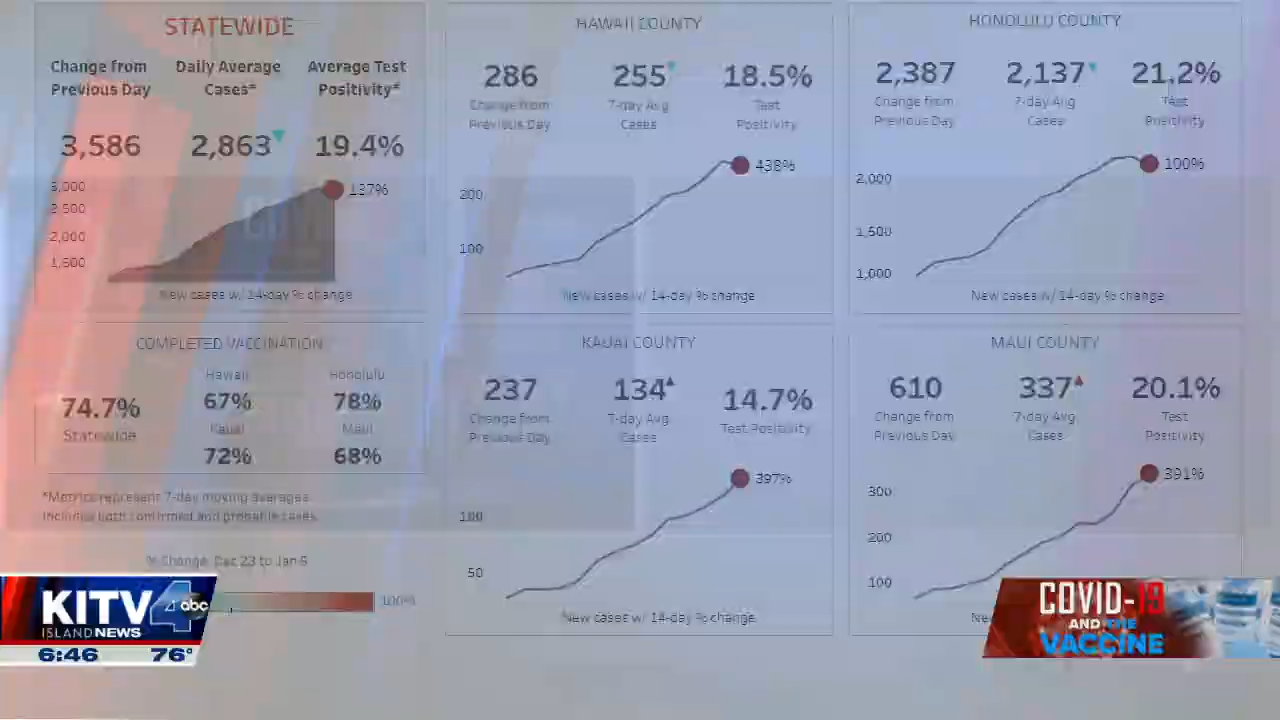 STATEWIDE
Change from Previous Day
Daily Average Cases*
Average Test Positivity*
3,586
2,863
19.4%
3,000
2,500
2,000
1,500
127%
New cases w/ 14-day % change
HAWAII COUNTY
286
255
18.5%
Change from Previous Day
7-day Avg Cases
Test Positivity
200
100
438%
New cases w/ 14-day % change
HONOLULU COUNTY
2,387
2,137
21.2%
Change from Previous Day
7-day Avg Cases
Test Positivity
2,000
1,500
1,000
100%
New cases w/ 14-day % change
COMPLETED VACCINATION
74.7%
Statewide
Hawaii
67%
Honolulu
78%
Kauai
72%
Maui
68%
*Metrics represent 7-day moving averages.
Includes both confirmed and probable cases.
% Change, Dec 23 to Jan 5
100%
KAUAI COUNTY
237
134
14.7%
Change from Previous Day
7-day Avg Cases
Test Positivity
100
50
397%
New cases w/ 14-day % change
MAUI COUNTY
610
337
20.1%
Change from Previous Day
7-day Avg Cases
Test Positivity
300
200
100
391%
KITV 4 abc
ISLAND NEWS
6:46 76°
COVID-19
AND THE
VACCINE